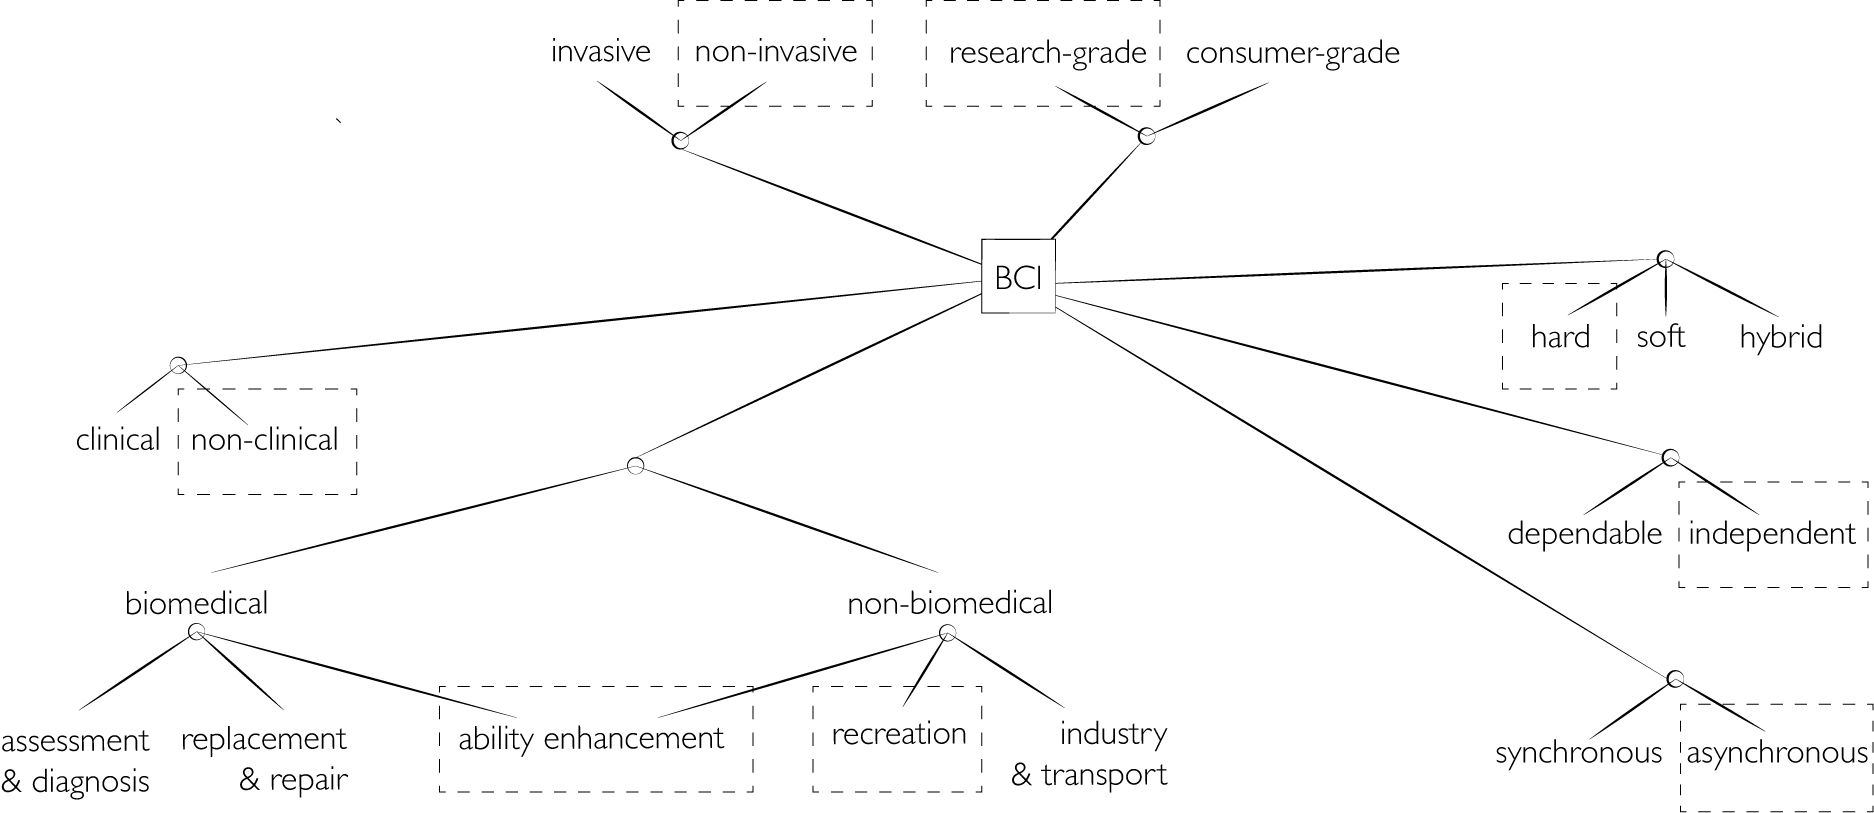 invasive
non-invasive
research-grade
consumer-grade
BCI
hard
soft
hybrid
clinical
non-clinical
dependable
independent
biomedical
non-biomedical
assessment
& diagnosis
replacement
& repair
ability enhancement
recreation
industry
& transport
synchronous
asynchronous